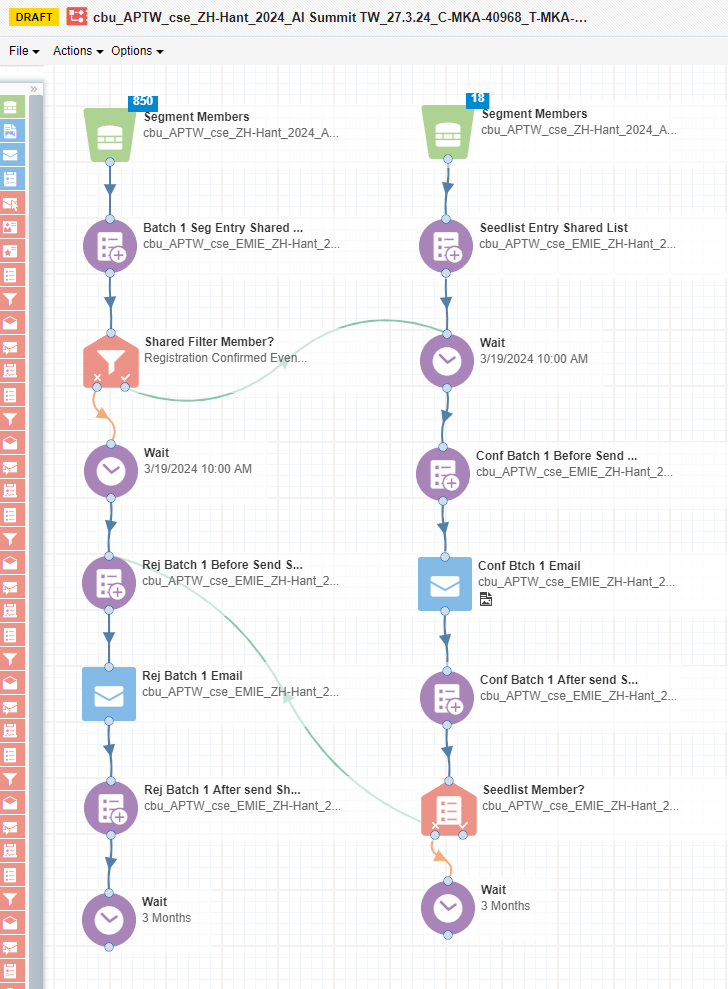 DRAFT cbu_APTW_cse_ZH-Hant_2024_AI Summit TW_27.3.24_C-MKA-40968_T-MKA-...
File Actions Options
»
850
Segment Members
cbu_APTW_cse_ZH-Hant_2024_A...
18
Segment Members
cbu_APTW_cse_ZH-Hant_2024_A...
Batch 1 Seg Entry Shared ...
cbu_APTW_cse_EMIE_ZH-Hant_2...
Seedlist Entry Shared List
cbu_APTW_cse_EMIE_ZH-Hant_2...
Shared Filter Member?
Registration Confirmed Even...
Wait
3/19/2024 10:00 AM
Wait
3/19/2024 10:00 AM
Conf Batch 1 Before Send ...
cbu_APTW_cse_EMIE_ZH-Hant_2...
Rej Batch 1 Before Send S...
cbu_APTW_cse_EMIE_ZH-Hant_2...
Conf Btch 1 Email
cbu_APTW_cse_EMIE_ZH-Hant_2...
Rej Batch 1 Email
cbu_APTW_cse_EMIE_ZH-Hant_2...
Conf Batch 1 After send S...
cbu_APTW_cse_EMIE_ZH-Hant_2...
Rej Batch 1 After send Sh...
cbu_APTW_cse_EMIE_ZH-Hant_2...
Seedlist Member?
cbu_APTW_cse_EMIE_ZH-Hant_2...
Wait
3 Months
Wait
3 Months